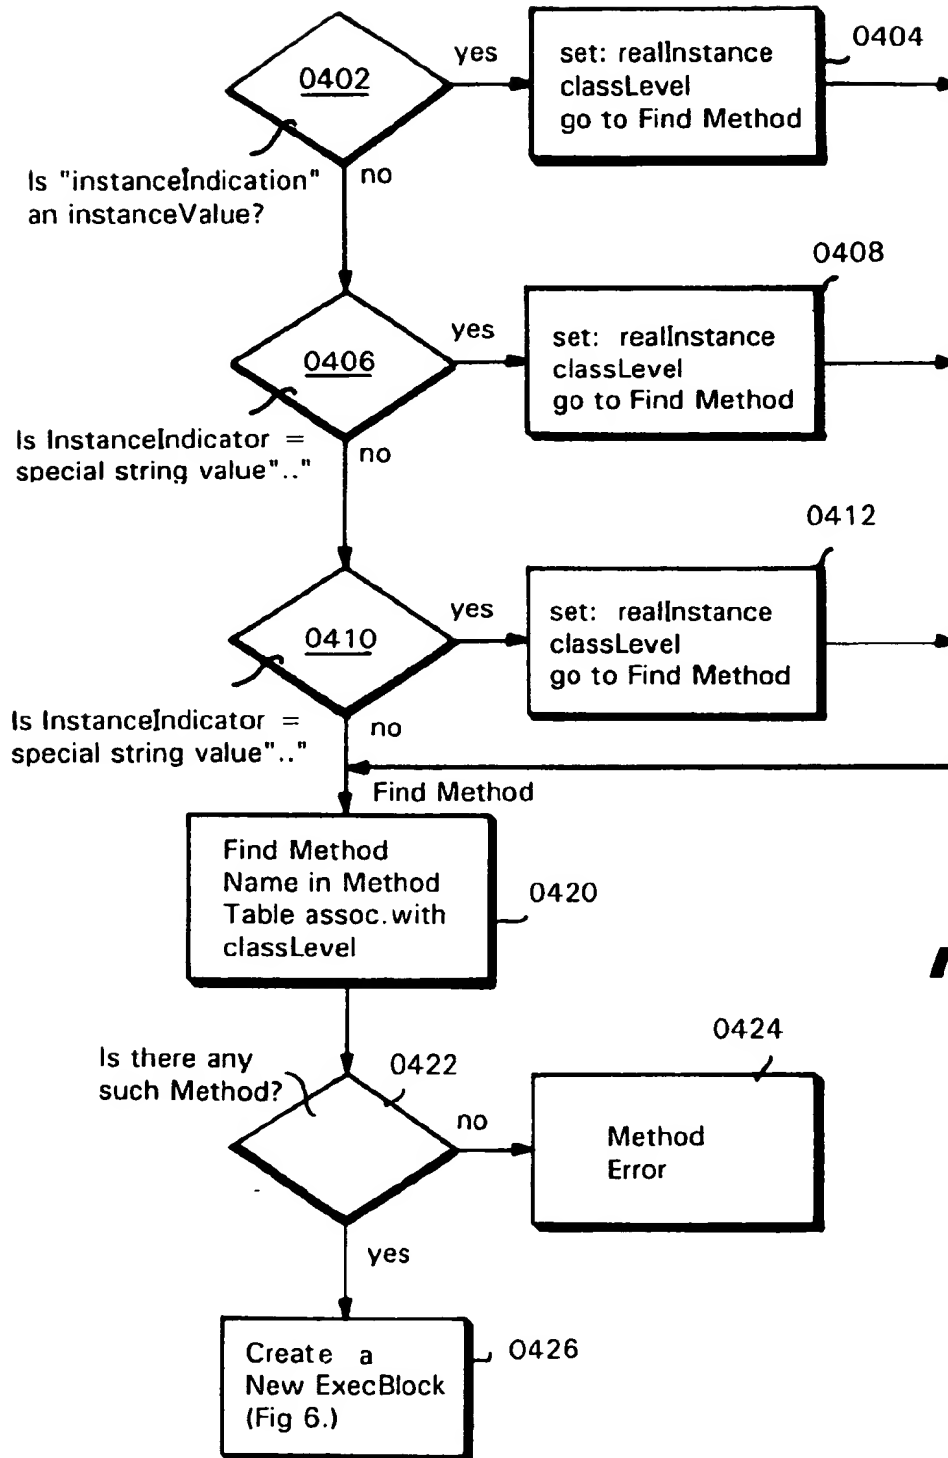 0402
yes
set: realInstance
classLevel
go to Find Method
0404
Is "instanceIndication"
an instanceValue?
no
0406
yes
set: realInstance
classLevel
go to Find Method
0408
Is InstanceIndicator =
special string value".."
no
0410
yes
set: realInstance
classLevel
go to Find Method
0412
Is InstanceIndicator =
special string value".."
no
Find Method
Find Method
Name in Method
Table assoc. with
classLevel
0420
Is there any
such Method?
0422
no
Method
Error
0424
yes
Create a
New ExecBlock
(Fig 6.)
0426